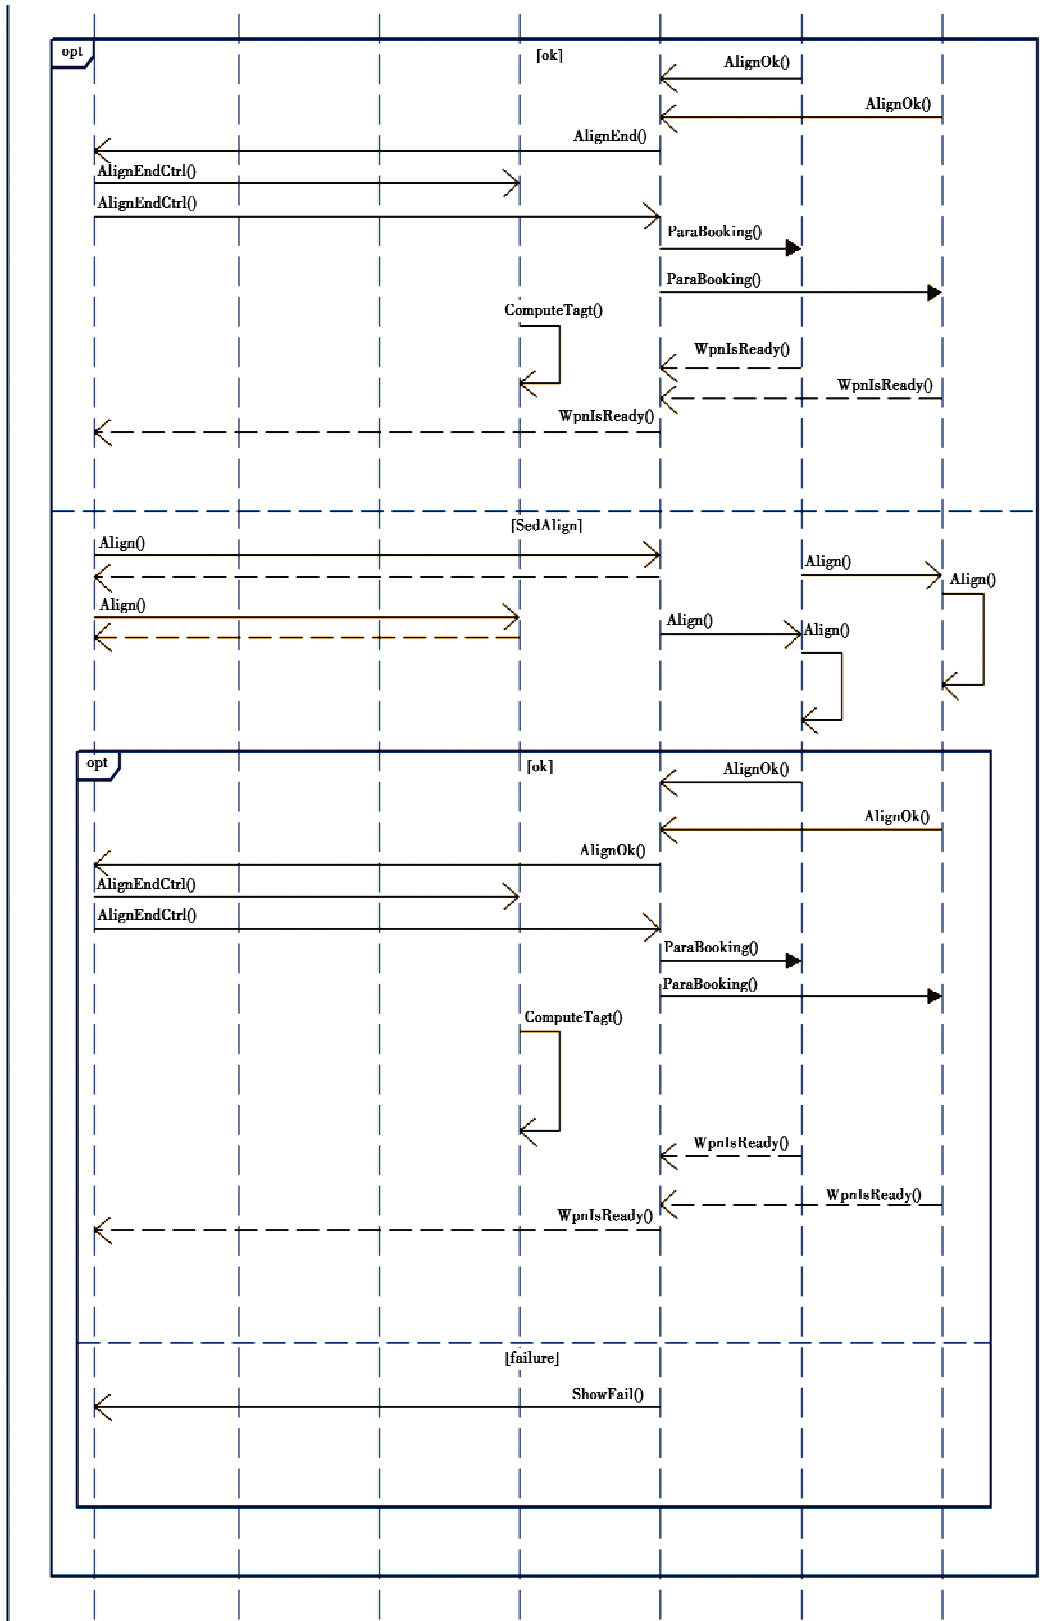 opt
[ok]
AlignOk()
AlignOk()
AlignEnd()
AlignEndCtrl()
AlignEndCtrl()
ParaBooking()
ParaBooking()
ComputeTagt()
WpnIsReady()
WpnIsReady()
WpnIsReady()
[SedAlign]
Align()
Align()
Align()
Align()
Align()
Align()
opt
[ok]
AlignOk()
AlignOk()
AlignOk()
AlignEndCtrl()
AlignEndCtrl()
ParaBooking()
ParaBooking()
ComputeTagt()
WpnIsReady()
WpnIsReady()
WpnIsReady()
[failure]
ShowFail()